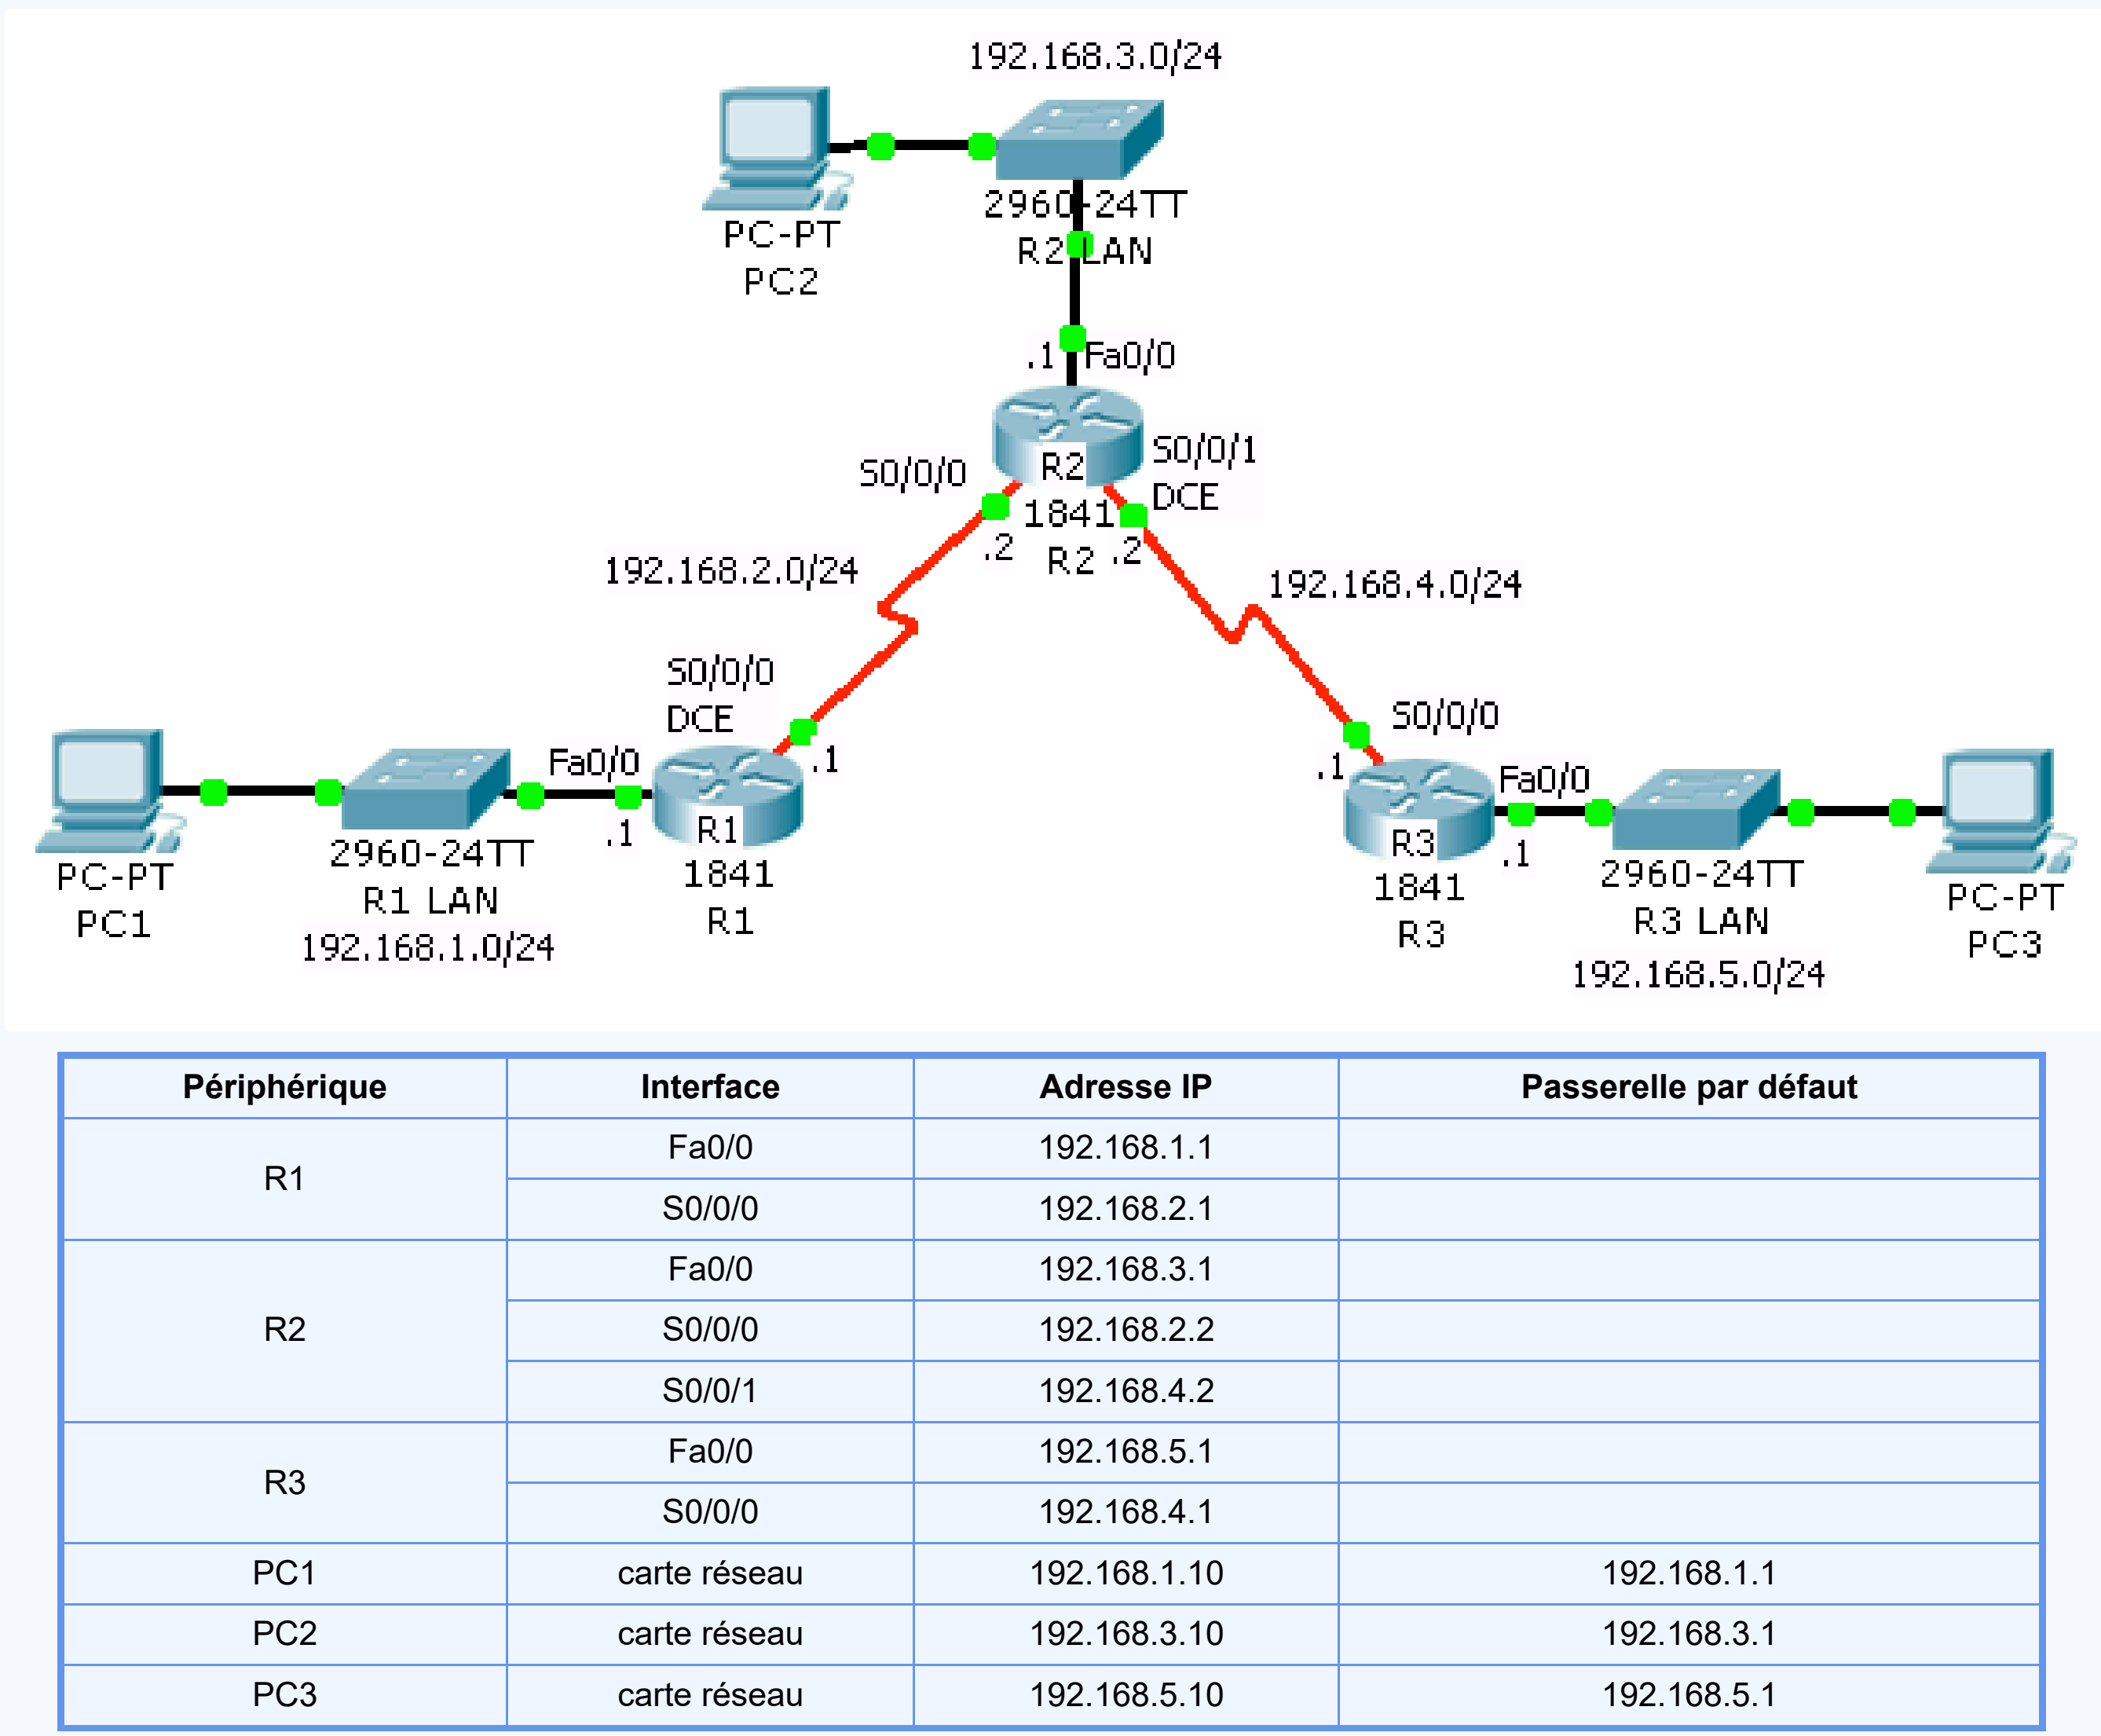 192.168.3.0/24
2960-24TT
R2 LAN
PC-PT
PC2
.1 Fa0/0
R2
S0/0/0
S0/0/1
DCE
1841
R2
.2
.2
192.168.2.0/24
192.168.4.0/24
S0/0/0
DCE
.1
Fa0/0
.1
R1
1841
R1
2960-24TT
R1 LAN
192.168.1.0/24
PC-PT
PC1
S0/0/0
.1
Fa0/0
.1
R3
1841
R3
2960-24TT
R3 LAN
192.168.5.0/24
PC-PT
PC3
Périphérique Interface Adresse IP Passerelle par défaut
R1 Fa0/0 192.168.1.1
S0/0/0 192.168.2.1
R2 Fa0/0 192.168.3.1
S0/0/0 192.168.2.2
S0/0/1 192.168.4.2
R3 Fa0/0 192.168.5.1
S0/0/0 192.168.4.1
PC1 carte réseau 192.168.1.10 192.168.1.1
PC2 carte réseau 192.168.3.10 192.168.3.1
PC3 carte réseau 192.168.5.10 192.168.5.1